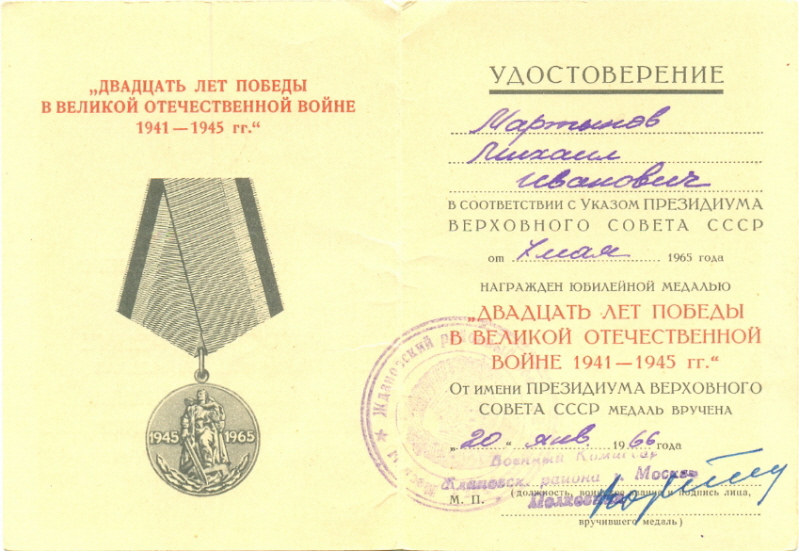 „ДВАДЦАТЬ ЛЕТ ПОБЕДЫ
В ВЕЛИКОЙ ОТЕЧЕСТВЕННОЙ ВОЙНЕ
1941—1945 гг.“
1945 1965
УДОСТОВЕРЕНИЕ
Мартынов
Михаил
Иванович
В СООТВЕТСТВИИ С УКАЗОМ ПРЕЗИДИУМА
ВЕРХОВНОГО СОВЕТА СССР
от 7 мая 1965 года
НАГРАЖДЕН ЮБИЛЕЙНОЙ МЕДАЛЬЮ
„ДВАДЦАТЬ ЛЕТ ПОБЕДЫ
В ВЕЛИКОЙ ОТЕЧЕСТВЕННОЙ
ВОЙНЕ 1941—1945 гг.“
От имени ПРЕЗИДИУМА ВЕРХОВНОГО
СОВЕТА СССР МЕДАЛЬ ВРУЧЕНА
„20“ янв. 1966 года
Военный Комиссар
Ждановск. района г. Москвы
М. П. (должность, воинское звание и подпись лица,
вручившего медаль)
Ждановский